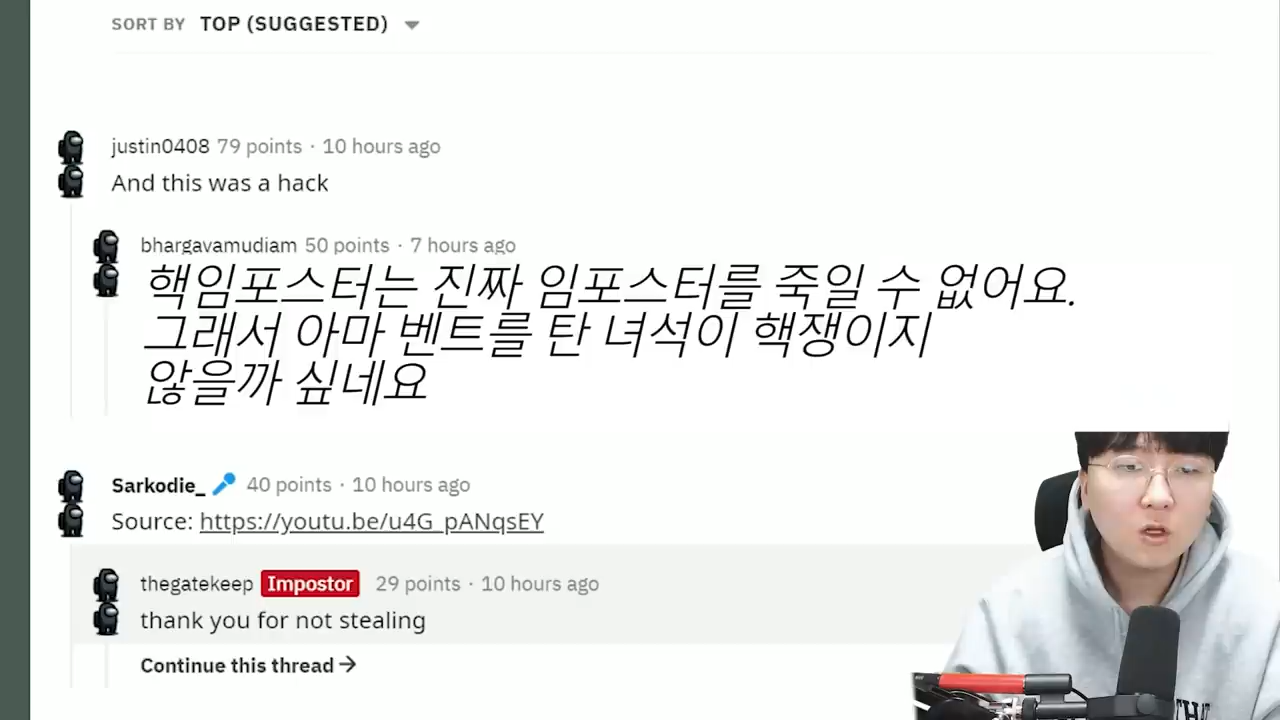 SORT BY TOP (SUGGESTED)
justin0408 79 points · 10 hours ago
And this was a hack
bhargavamudiam 50 points · 7 hours ago
핵임포스터는 진짜 임포스터를 죽일 수 없어요.
그래서 아마 벤트를 탄 녀석이 핵쟁이지
않을까 싶네요
Sarkodie_ 40 points · 10 hours ago
Source: https://youtu.be/u4G_pANqsEY
thegatekeep Impostor 29 points · 10 hours ago
thank you for not stealing
Continue this thread →